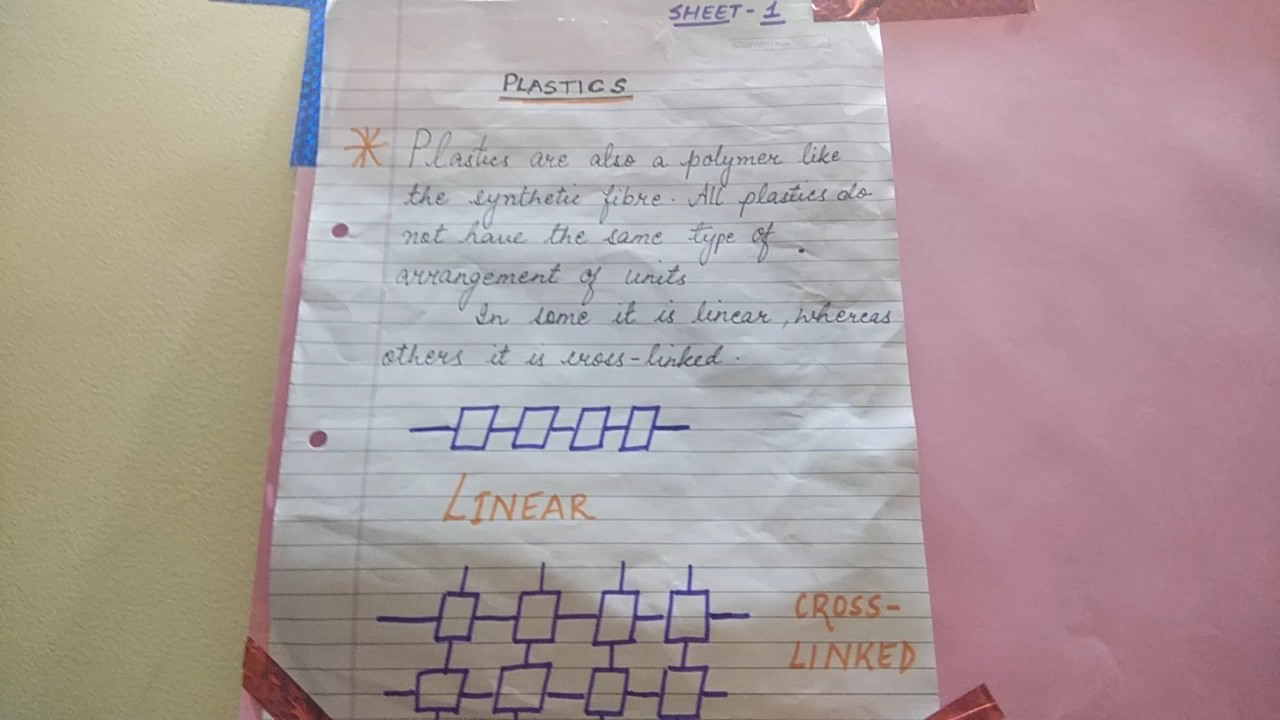 SHEET-1
PLASTICS
Plastics are also a polymer like
the synthetic fibre. All plastics do
not have the same type of
arrangement of units
In some it is linear, whereas
others it is cross-linked.
LINEAR
CROSS-
LINKED